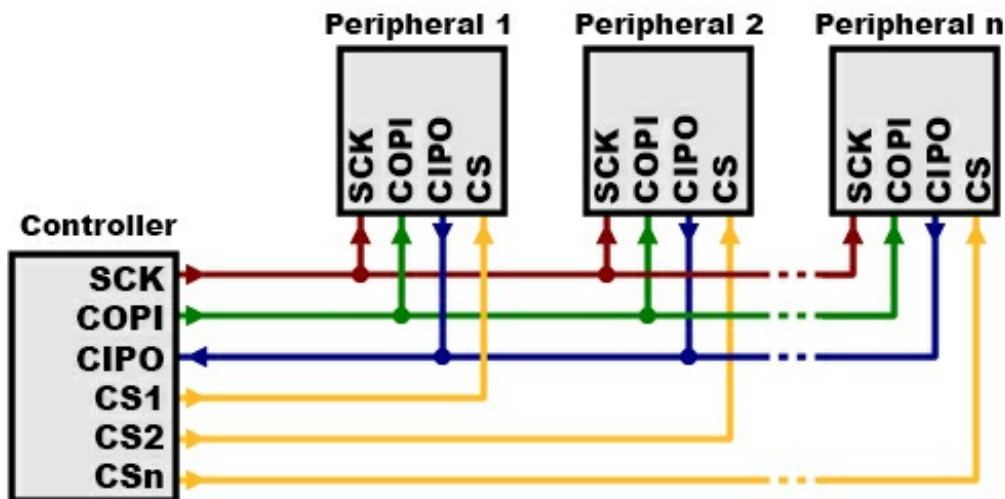 Peripheral 1
Peripheral 2
Peripheral n
SCK
COPI
CIPO
CS
SCK
COPI
CIPO
CS
SCK
COPI
CIPO
CS
Controller
SCK
COPI
CIPO
CS1
CS2
CSn